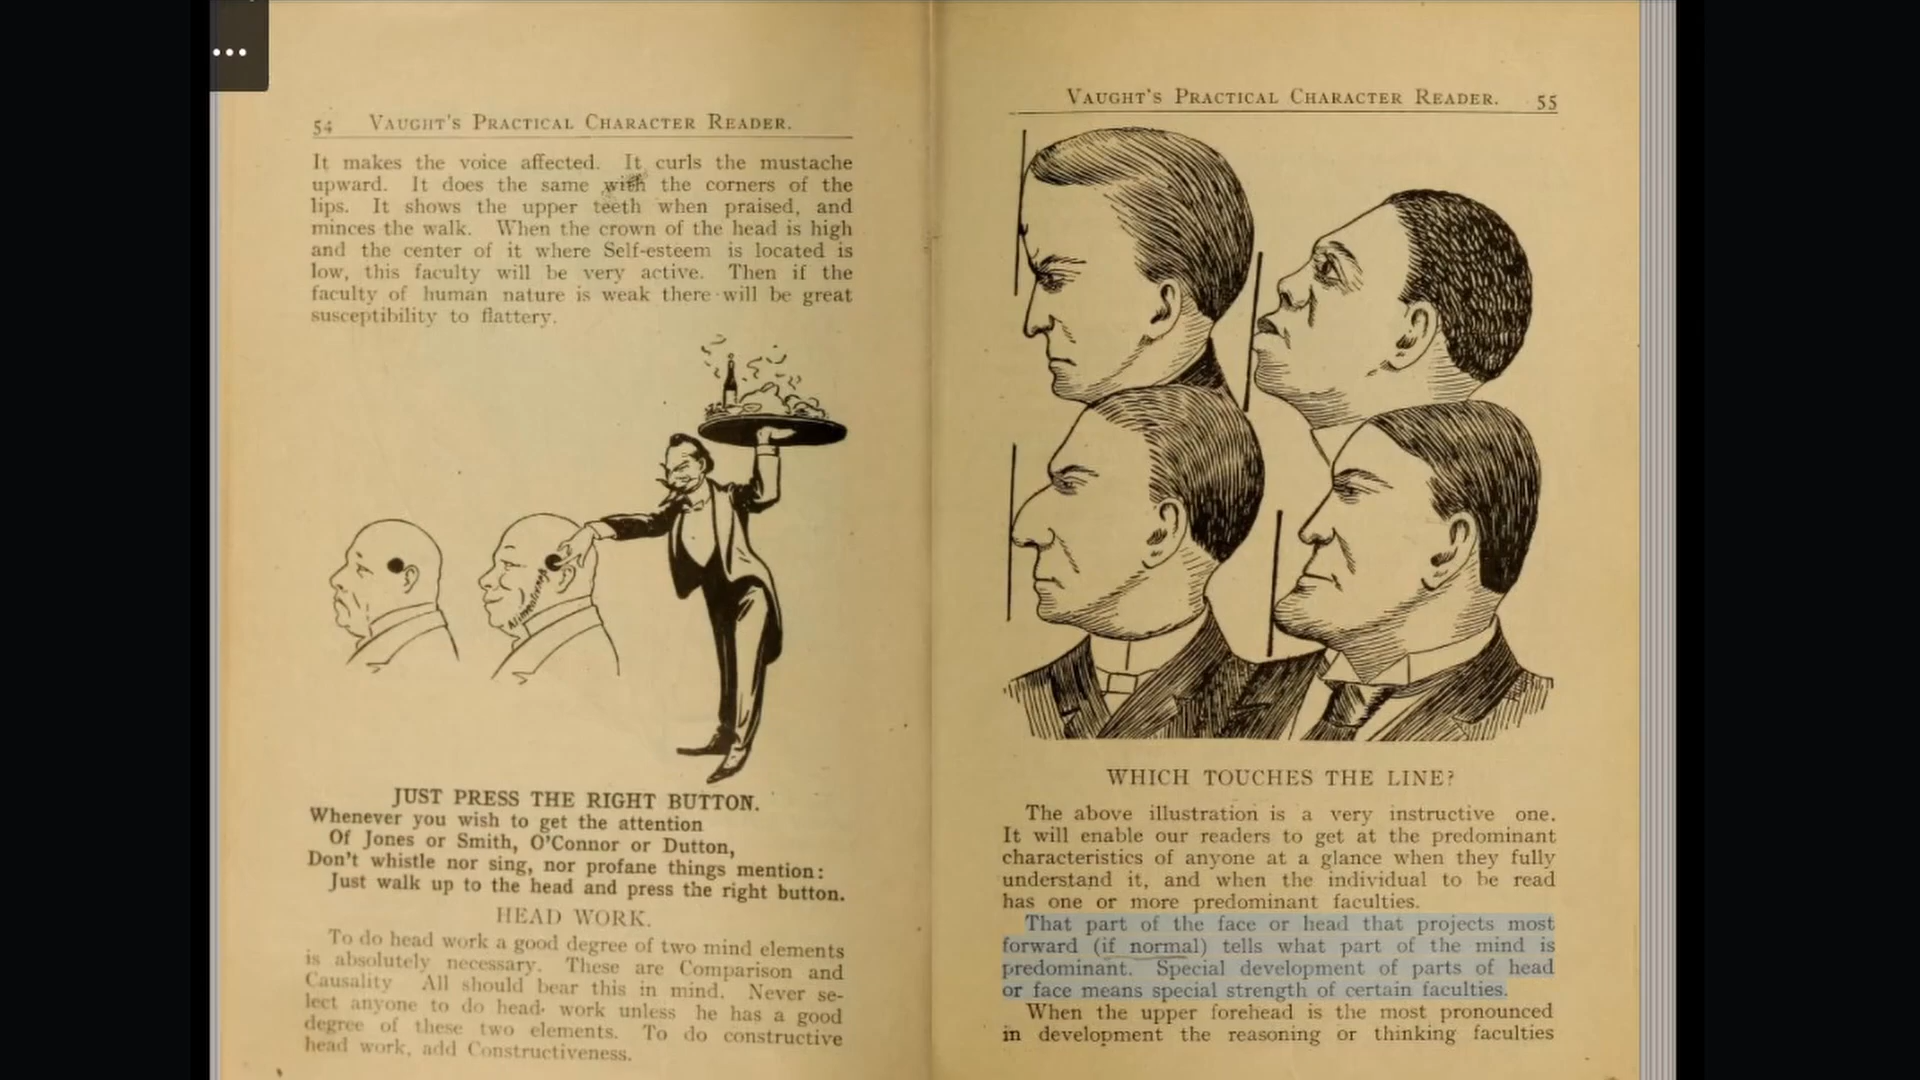 54 VAUGHT'S PRACTICAL CHARACTER READER.
It makes the voice affected. It curls the mustache
upward. It does the same with the corners of the
lips. It shows the upper teeth when praised, and
minces the walk. When the crown of the head is high
and the center of it where Self-esteem is located is
low, this faculty will be very active. Then if the
faculty of human nature is weak there will be great
susceptibility to flattery.
Alimentiveness
JUST PRESS THE RIGHT BUTTON.
Whenever you wish to get the attention
Of Jones or Smith, O'Connor or Dutton,
Don't whistle nor sing, nor profane things mention:
Just walk up to the head and press the right button.
HEAD WORK.
To do head work a good degree of two mind elements
is absolutely necessary. These are Comparison and
Causality All should bear this in mind. Never se-
lect anyone to do head work unless he has a good
degree of these two elements. To do constructive
head work, add Constructiveness.
VAUGHT'S PRACTICAL CHARACTER READER. 55
WHICH TOUCHES THE LINE?
The above illustration is a very instructive one.
It will enable our readers to get at the predominant
characteristics of anyone at a glance when they fully
understand it, and when the individual to be read
has one or more predominant faculties.
That part of the face or head that projects most
forward (if normal) tells what part of the mind is
predominant. Special development of parts of head
or face means special strength of certain faculties.
When the upper forehead is the most pronounced
in development the reasoning or thinking faculties